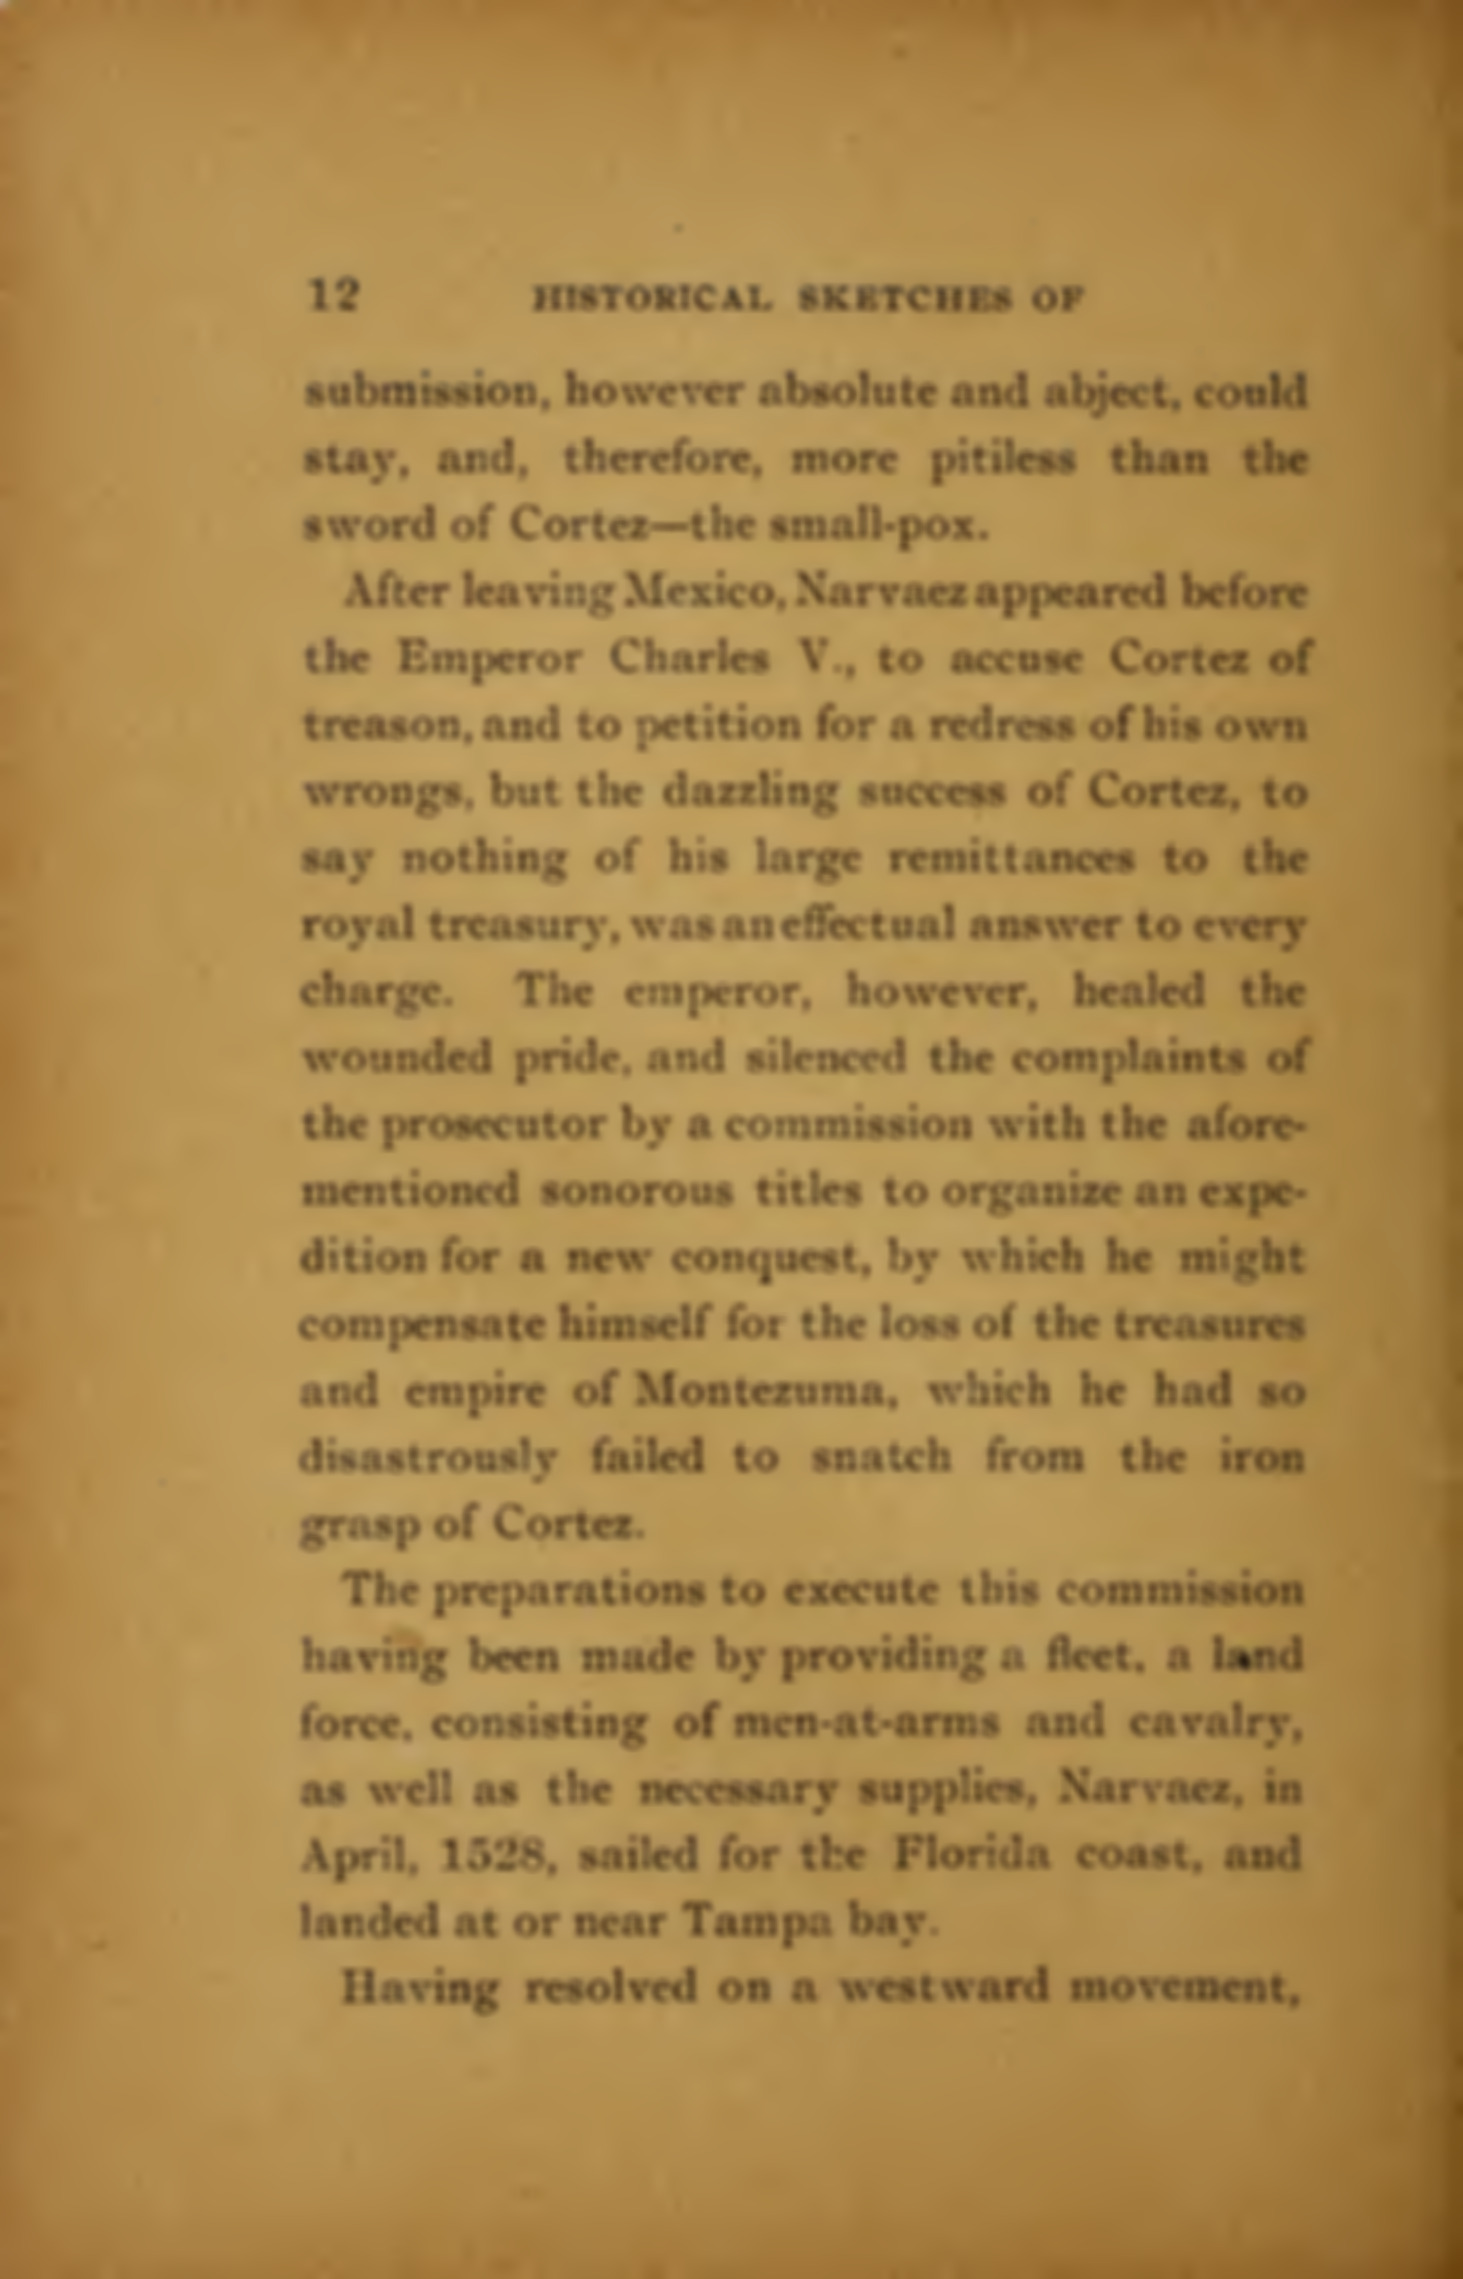 12 HISTORICAL SKETCHES OF
submission, however absolute and abject, could
stay, and, therefore, more pitiless than the
sword of Cortez—the small-pox.
After leaving Mexico, Narvaez appeared before
the Emperor Charles V., to accuse Cortez of
treason, and to petition for a redress of his own
wrongs, but the dazzling success of Cortez, to
say nothing of his large remittances to the
royal treasury, was an effectual answer to every
charge. The emperor, however, healed the
wounded pride, and silenced the complaints of
the prosecutor by a commission with the afore-
mentioned sonorous titles to organize an expe-
dition for a new conquest, by which he might
compensate himself for the loss of the treasures
and empire of Montezuma, which he had so
disastrously failed to snatch from the iron
grasp of Cortez.
The preparations to execute this commission
having been made by providing a fleet, a land
force, consisting of men-at-arms and cavalry,
as well as the necessary supplies, Narvaez, in
April, 1528, sailed for the Florida coast, and
landed at or near Tampa bay.
Having resolved on a westward movement,